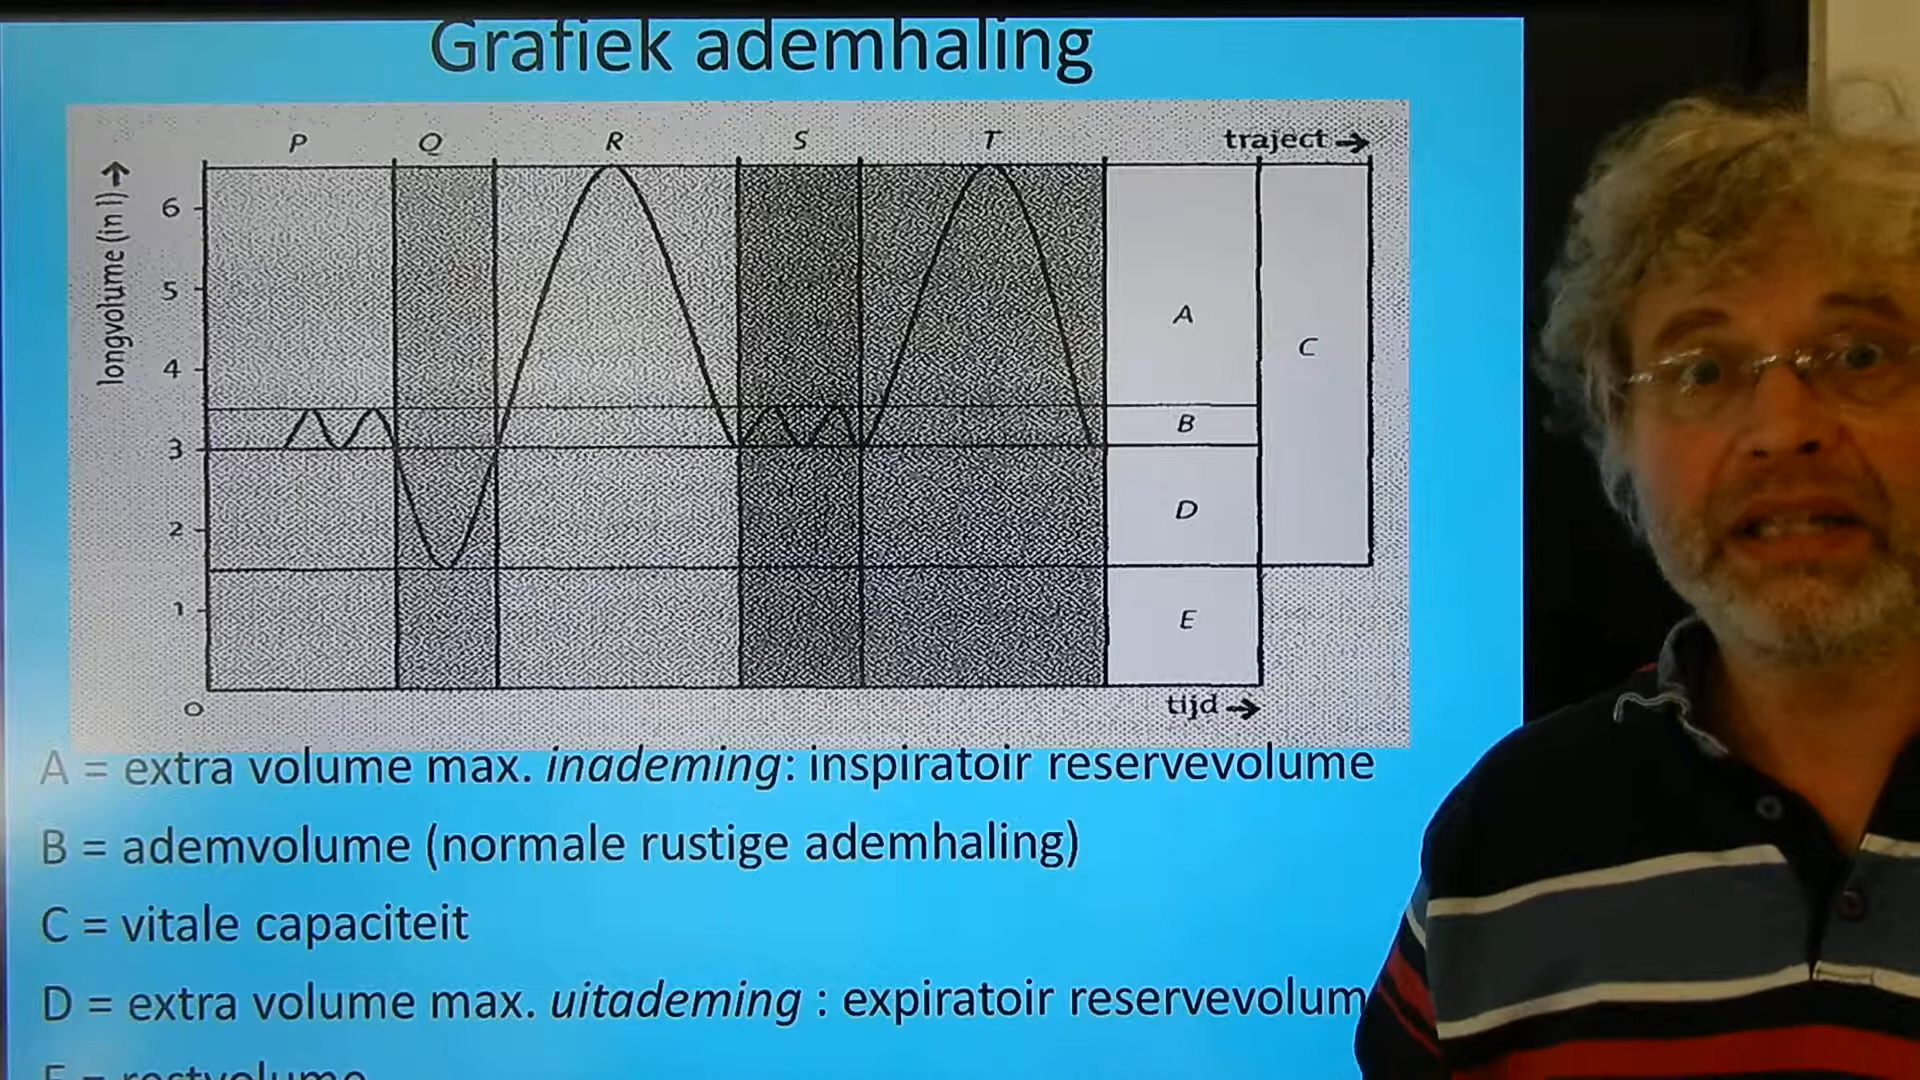 Grafiek ademhaling
P Q R S T traject →
longvolume (in l) →
6
5
4
3
2
1
0
A
B
C
D
E
tijd →
A = extra volume max. inademing: inspiratoir reservevolume
B = ademvolume (normale rustige ademhaling)
C = vitale capaciteit
D = extra volume max. uitademing : expiratoir reservevolum
E = restvolume